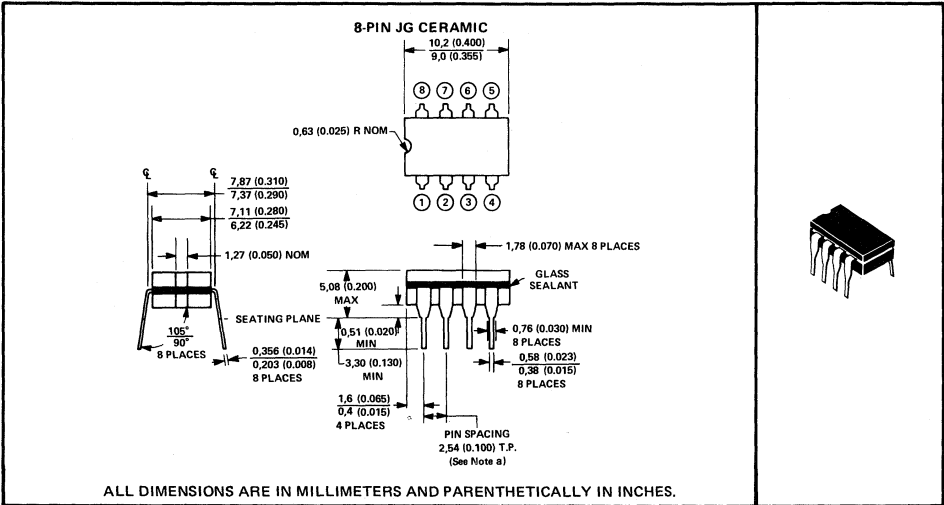 8-PIN JG CERAMIC
10,2 (0.400)
9,0 (0.355)
8 7 6 5
0,63 (0.025) R NOM
1 2 3 4
℄ ℄
7,87 (0.310)
7,37 (0.290)
7,11 (0.280)
6,22 (0.245)
1,27 (0.050) NOM
1,78 (0.070) MAX 8 PLACES
GLASS
SEALANT
5,08 (0.200)
MAX
SEATING PLANE
0,51 (0.020)
MIN
0,76 (0.030) MIN
8 PLACES
105°
90°
8 PLACES
0,356 (0.014)
0,203 (0.008)
8 PLACES
3,30 (0.130)
MIN
0,58 (0.023)
0,38 (0.015)
8 PLACES
1,6 (0.065)
0,4 (0.015)
4 PLACES
PIN SPACING
2,54 (0.100) T.P.
(See Note a)
ALL DIMENSIONS ARE IN MILLIMETERS AND PARENTHETICALLY IN INCHES.